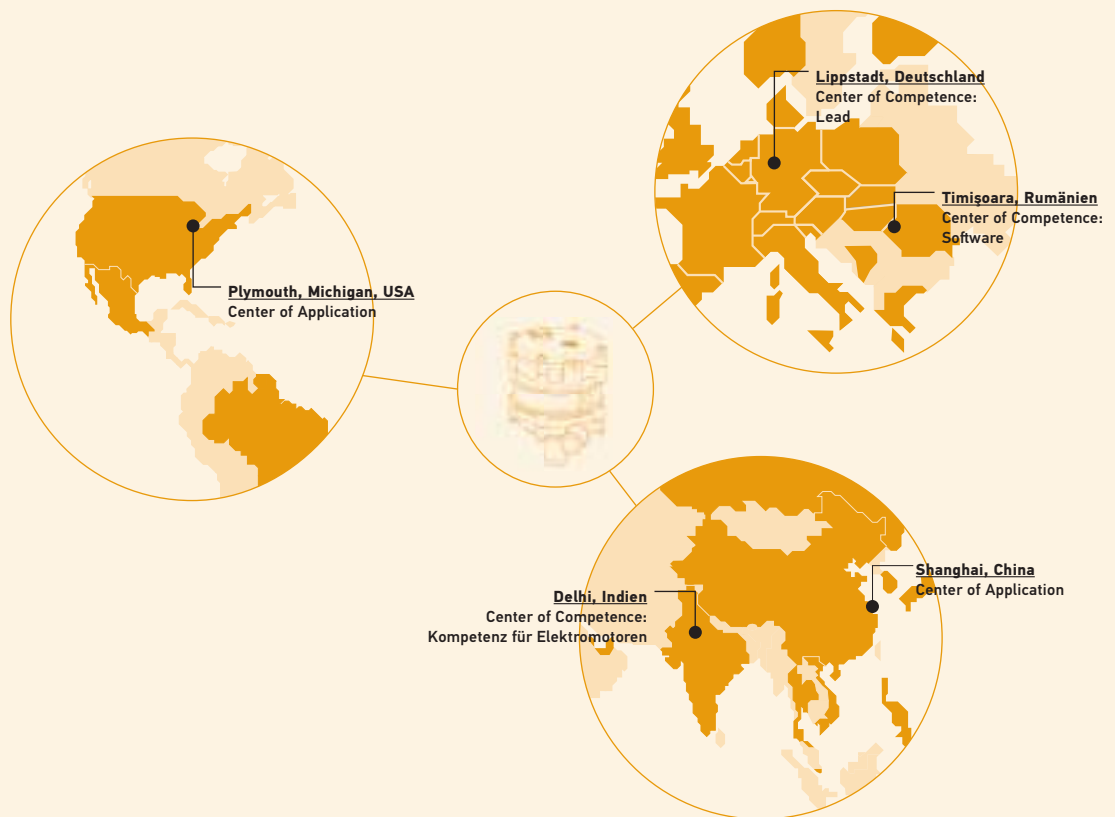 Lippstadt, Deutschland
Center of Competence:
Lead
Timişoara, Rumänien
Center of Competence:
Software
Plymouth, Michigan, USA
Center of Application
Shanghai, China
Center of Application
Delhi, Indien
Center of Competence:
Kompetenz für Elektromotoren